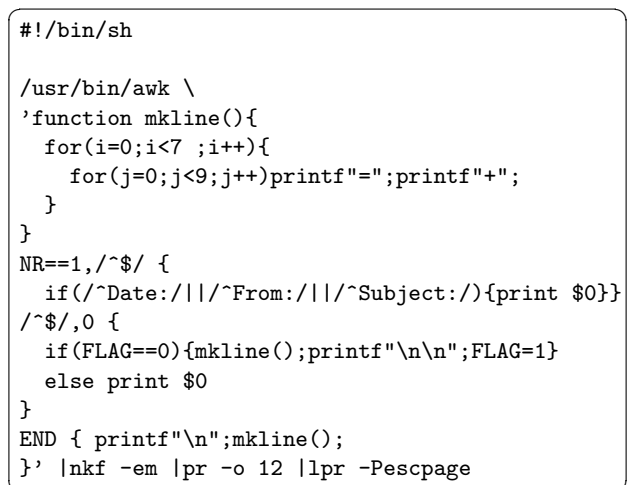 #!/bin/sh

/usr/bin/awk \
’function mkline(){
  for(i=0;i<7 ;i++){
    for(j=0;j<9;j++)printf"=";printf"+";
  }
}
NR==1,/^$/ {
  if(/^Date:/||/^From:/||/^Subject:/){print $0}}
/^$/,0 {
  if(FLAG==0){mkline();printf"\n\n";FLAG=1}
  else print $0
}
END { printf"\n";mkline();
}’ |nkf -em |pr -o 12 |lpr -Pescpage